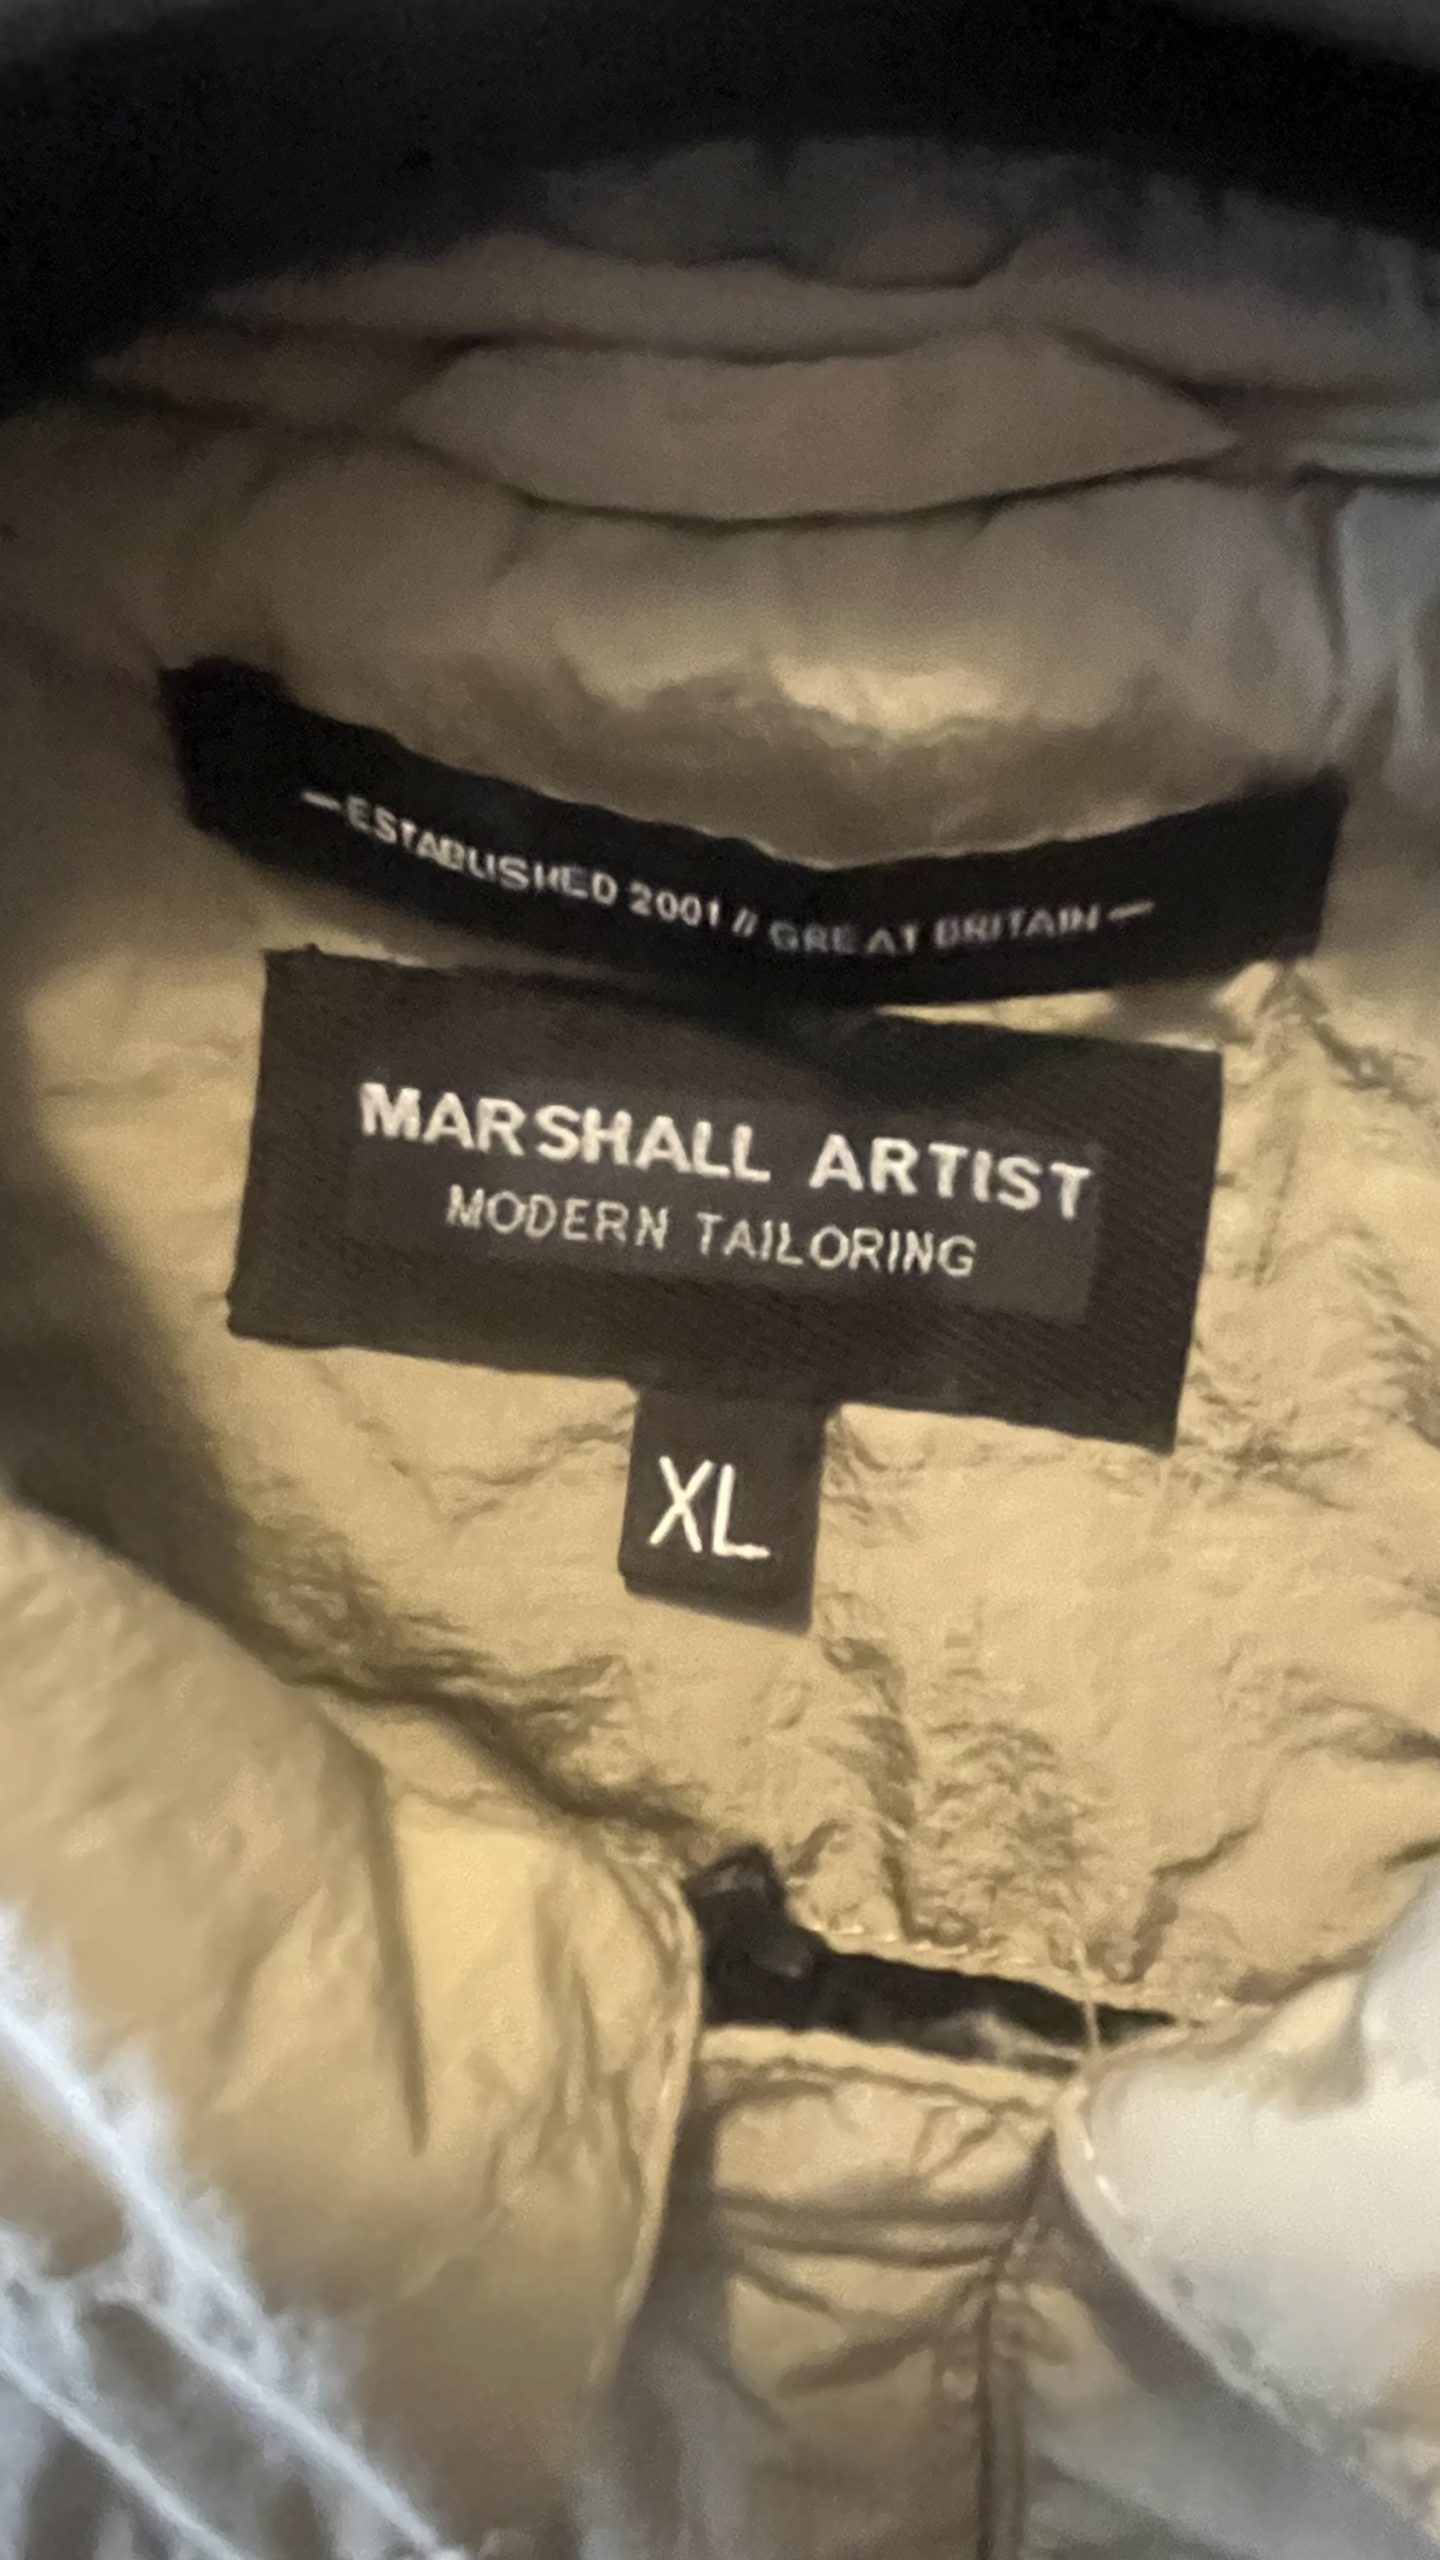 —ESTABLISHED 2001 // GREAT BRITAIN—
MARSHALL ARTIST
MODERN TAILORING
XL